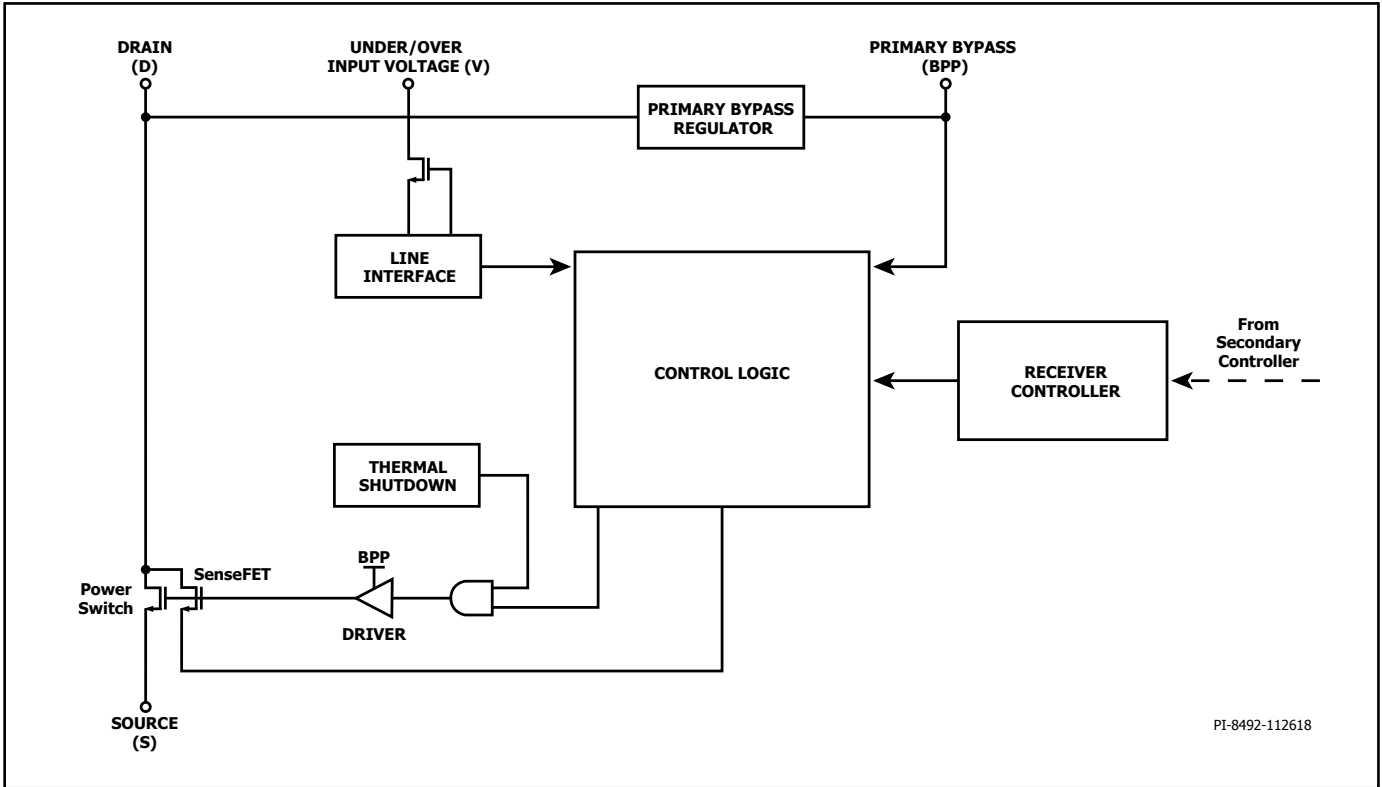 DRAIN
(D)
UNDER/OVER
INPUT VOLTAGE (V)
PRIMARY BYPASS
(BPP)
PRIMARY BYPASS
REGULATOR
LINE
INTERFACE
CONTROL LOGIC
RECEIVER
CONTROLLER
From
Secondary
Controller
THERMAL
SHUTDOWN
BPP
SenseFET
Power
Switch
DRIVER
SOURCE
(S)
PI-8492-112618